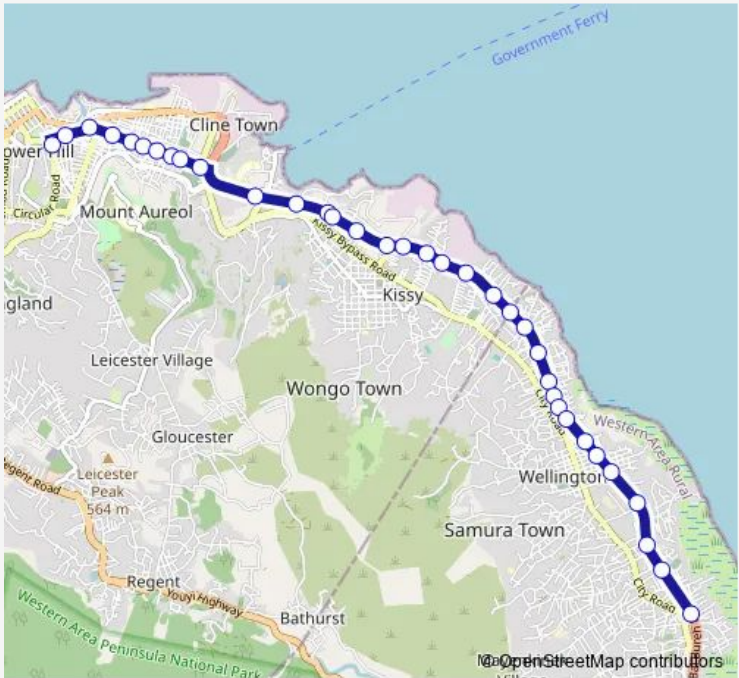 Government Ferry
Cline Town
ower Hill
Circular Road
Mount Aureol
Kissy Bypass Road
Kissy
gland
Leicester Village
Wongo Town
City Road
Western Area Rural
Gloucester
Leicester
Peak
564 m
egent Road
Wellington
Samura Town
Regent
Youyi Highway
City Road
Western Area Peninsula National Park
Bathurst
© OpenStreetMap contributors